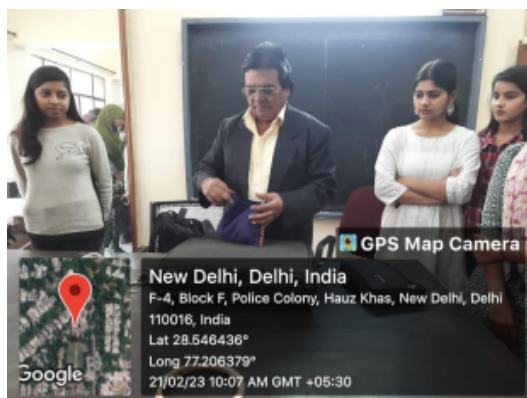 GPS Map Camera
New Delhi, Delhi, India
F-4, Block F, Police Colony, Hauz Khas, New Delhi, Delhi
110016, India
Lat 28.546436°
Long 77.206379°
21/02/23 10:07 AM GMT +05:30
Google